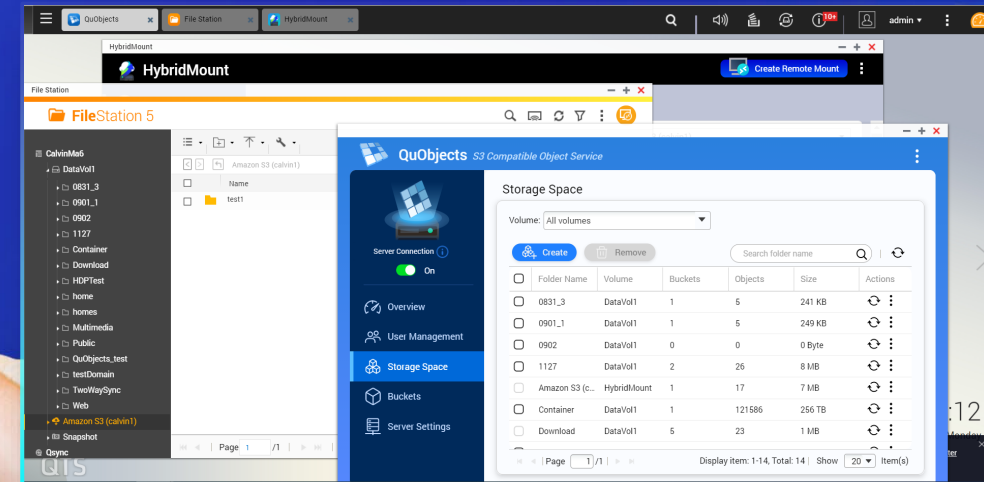 QuObjects
File Station
HybridMount
10+
admin
HybridMount
HybridMount
Create Remote Mount
File Station
FileStation 5
CalvinMa6
DataVol1
0831_3
0901_1
0902
1127
Container
Download
HDPTest
home
homes
Multimedia
Public
QuObjects_test
testDomain
TwoWaySync
Web
Amazon S3 (calvin1)
Snapshot
Qsync
QTS
Amazon S3 (calvin1)
Name
test1
Page 1 /1
QuObjects S3 Compatible Object Service
Server Connection
On
Overview
User Management
Storage Space
Buckets
Server Settings
Storage Space
Volume: All volumes
Create Remove Search folder name
Folder Name Volume Buckets Objects Size Actions
0831_3 DataVol1 1 5 241 KB
0901_1 DataVol1 1 5 249 KB
0902 DataVol1 0 0 0 Byte
1127 DataVol1 2 26 8 MB
Amazon S3 (c... HybridMount 1 17 7 MB
Container DataVol1 1 121586 256 TB
Download DataVol1 5 23 1 MB
Page 1 /1 Display item: 1-14, Total: 14 Show 20 Item(s)
:12